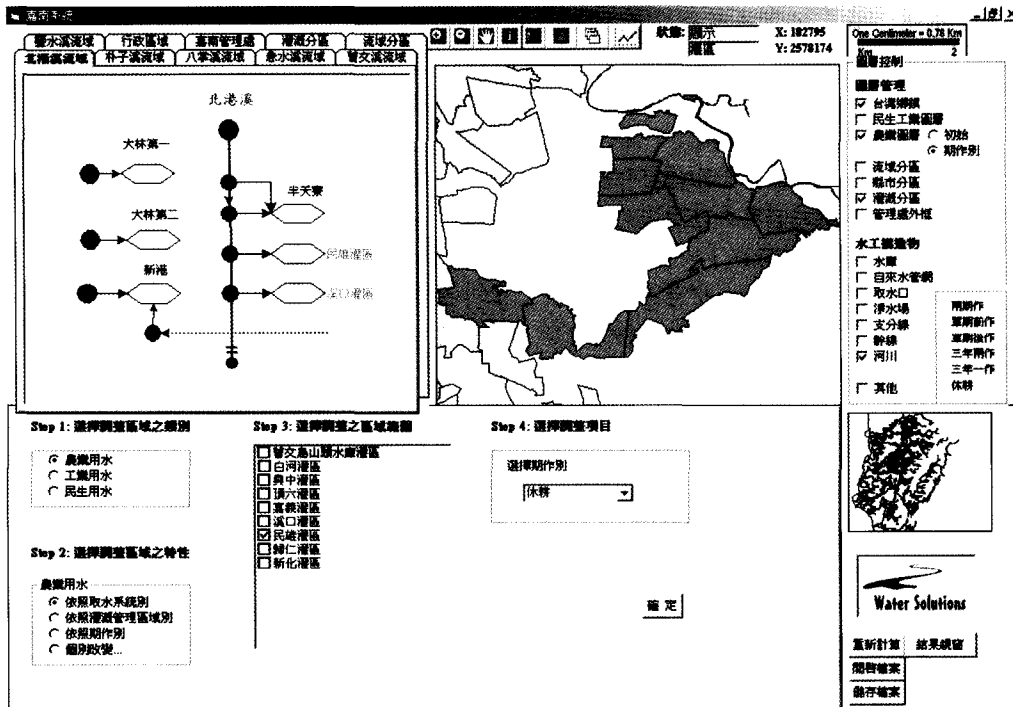 嘉南系統
鹽水溪流域 行政區域 嘉南管理處 灌溉分區 流域分區
北港溪流域 朴子溪流域 八掌溪流域 急水溪流域 曾文溪流域
北港溪
大林第一
半天寮
大林第二
民雄灌區
新港
溪口灌區
狀態: 顯示
灌區
X: 182795
Y: 2578174
One Centimeter = 0.78 Km
Km 2
圖層控制
圖層管理
台灣鄉鎮
民生工業圖層
農業圖層 初始
期作別
流域分區
縣市分區
灌溉分區
管理處外框
水工構造物
水庫
自來水管網
取水口
淨水場
支分線
幹線
河川
其他
兩期作
單期前作
單期後作
三年兩作
三年一作
休耕
Step 1: 選擇調整區域之類別
農業用水
工業用水
民生用水
Step 2: 選擇調整區域之特性
農業用水
依照取水系統別
依照灌溉管理區域別
依照期作別
個別改變...
Step 3: 選擇調整之區域範圍
曾文烏山頭水庫灌區
白河灌區
興中灌區
頂六灌區
嘉義灌區
溪口灌區
民雄灌區
歸仁灌區
新化灌區
Step 4: 選擇調整項目
選擇期作別
休耕
確定
Water Solutions
重新計算 結果視窗
開啓檔案
儲存檔案